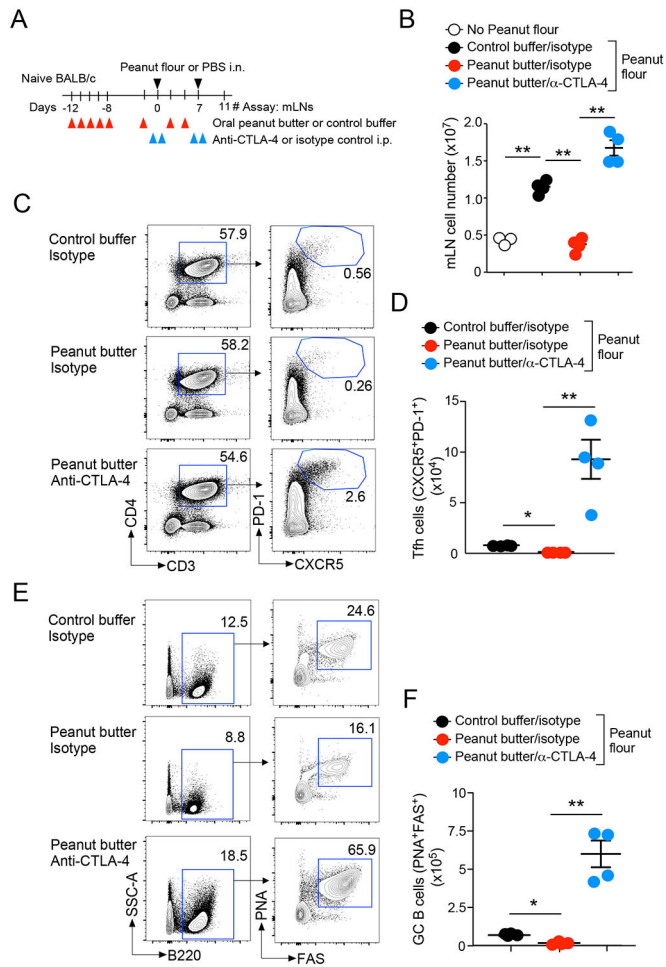 A
Peanut flour or PBS i.n.
Naive BALB/c
Days -12 -8 0 7 11 # Assay: mLNs
Oral peanut butter or control buffer
Anti-CTLA-4 or isotype control i.p.
B
No Peanut flour
Control buffer/isotype
Peanut butter/isotype
Peanut butter/α-CTLA-4
Peanut
flour
mLN cell number (x10⁷)
2.0
1.5
1.0
0.5
0
**
**
**
C
Control buffer
Isotype
57.9
0.56
Peanut butter
Isotype
58.2
0.26
Peanut butter
Anti-CTLA-4
54.6
2.6
CD4
CD3
PD-1
CXCR5
D
Control buffer/isotype
Peanut butter/isotype
Peanut butter/α-CTLA-4
Peanut
flour
Tfh cells (CXCR5⁺PD-1⁺)
(x10⁴)
15
10
5
0
*
**
E
Control buffer
Isotype
12.5
24.6
Peanut butter
Isotype
8.8
16.1
Peanut butter
Anti-CTLA-4
18.5
65.9
SSC-A
B220
PNA
FAS
F
Control buffer/isotype
Peanut butter/isotype
Peanut butter/α-CTLA-4
Peanut
flour
GC B cells (PNA⁺FAS⁺)
(x10⁵)
10
7.5
5
2.5
0
*
**